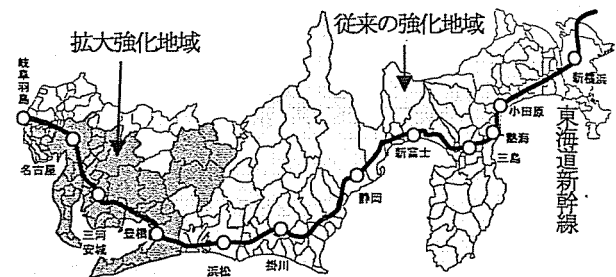 拡大強化地域
従来の強化地域
岐阜羽島
名古屋
三河
安城
豊橋
浜松
掛川
静岡
新富士
三島
熱海
小田原
新横浜
東海道新幹線